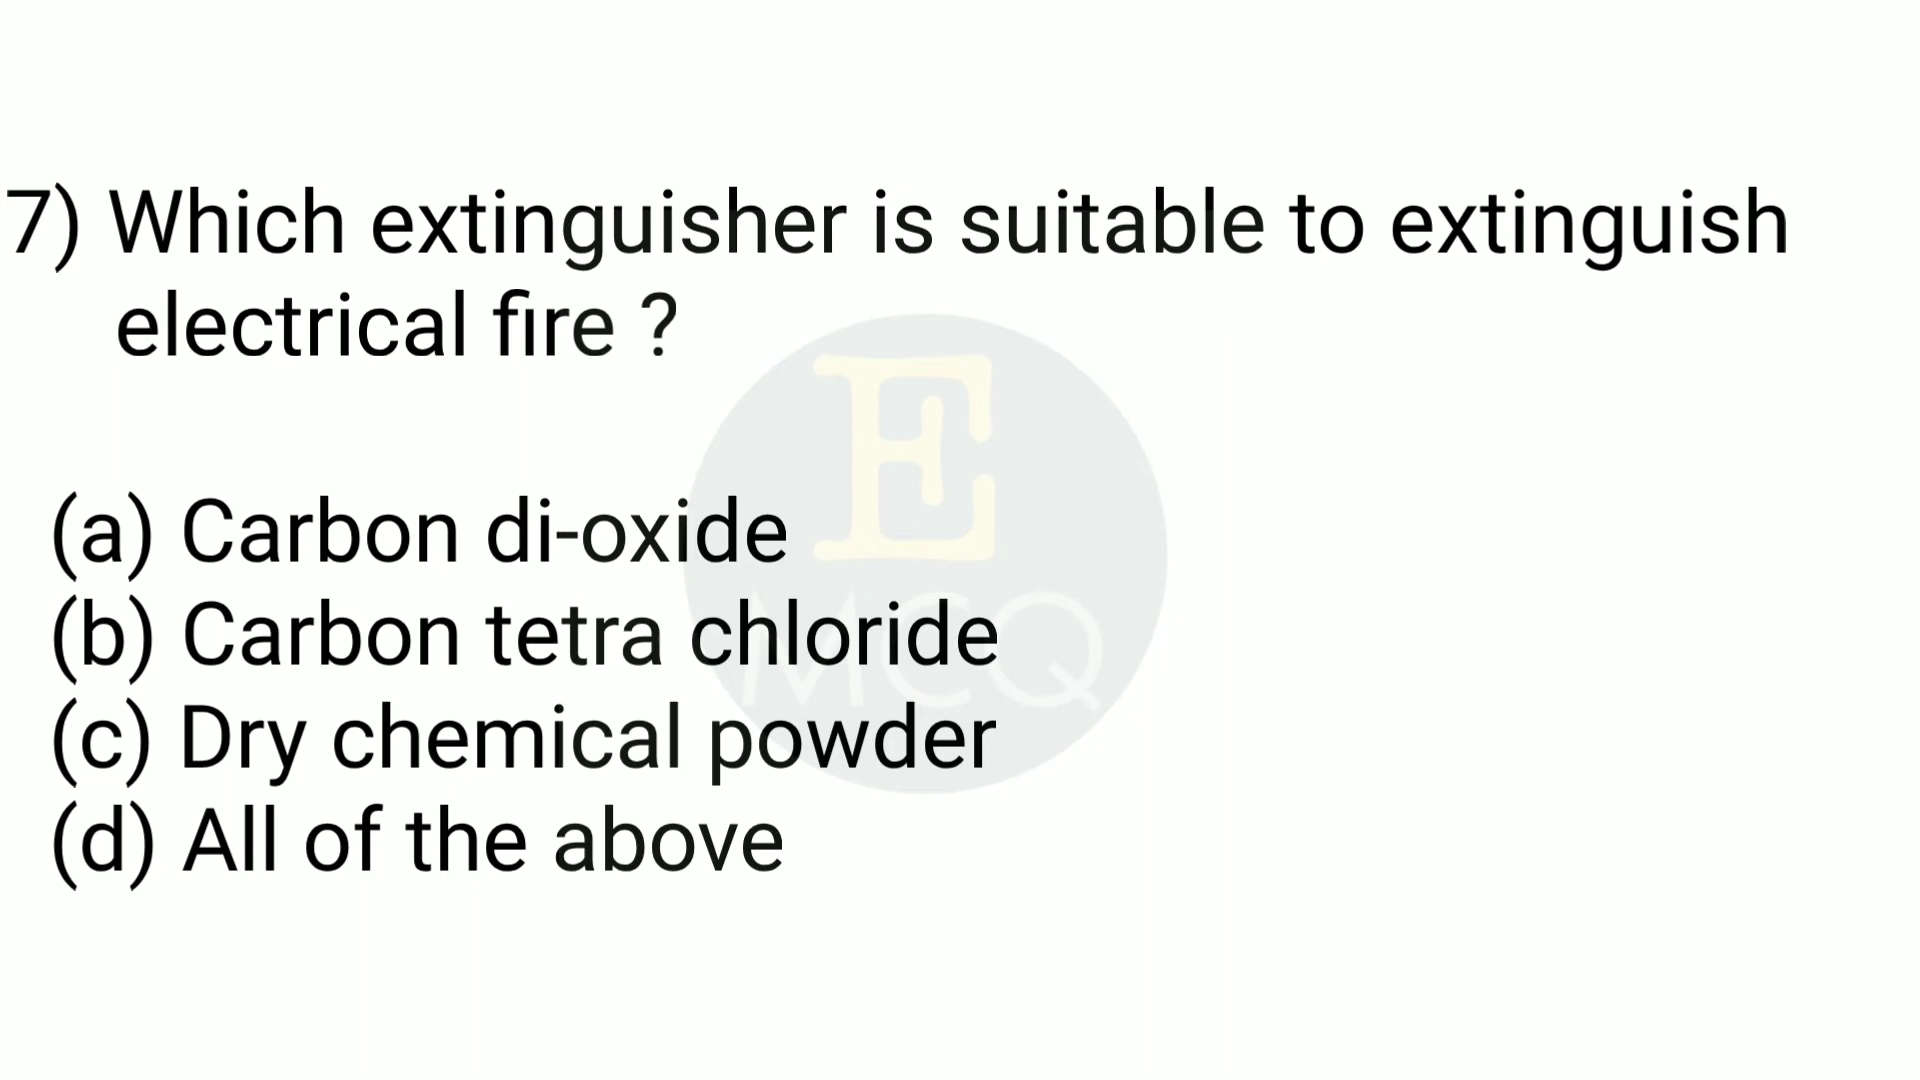 7) Which extinguisher is suitable to extinguish
electrical fire ?
E
MCQ
(a) Carbon di-oxide
(b) Carbon tetra chloride
(c) Dry chemical powder
(d) All of the above